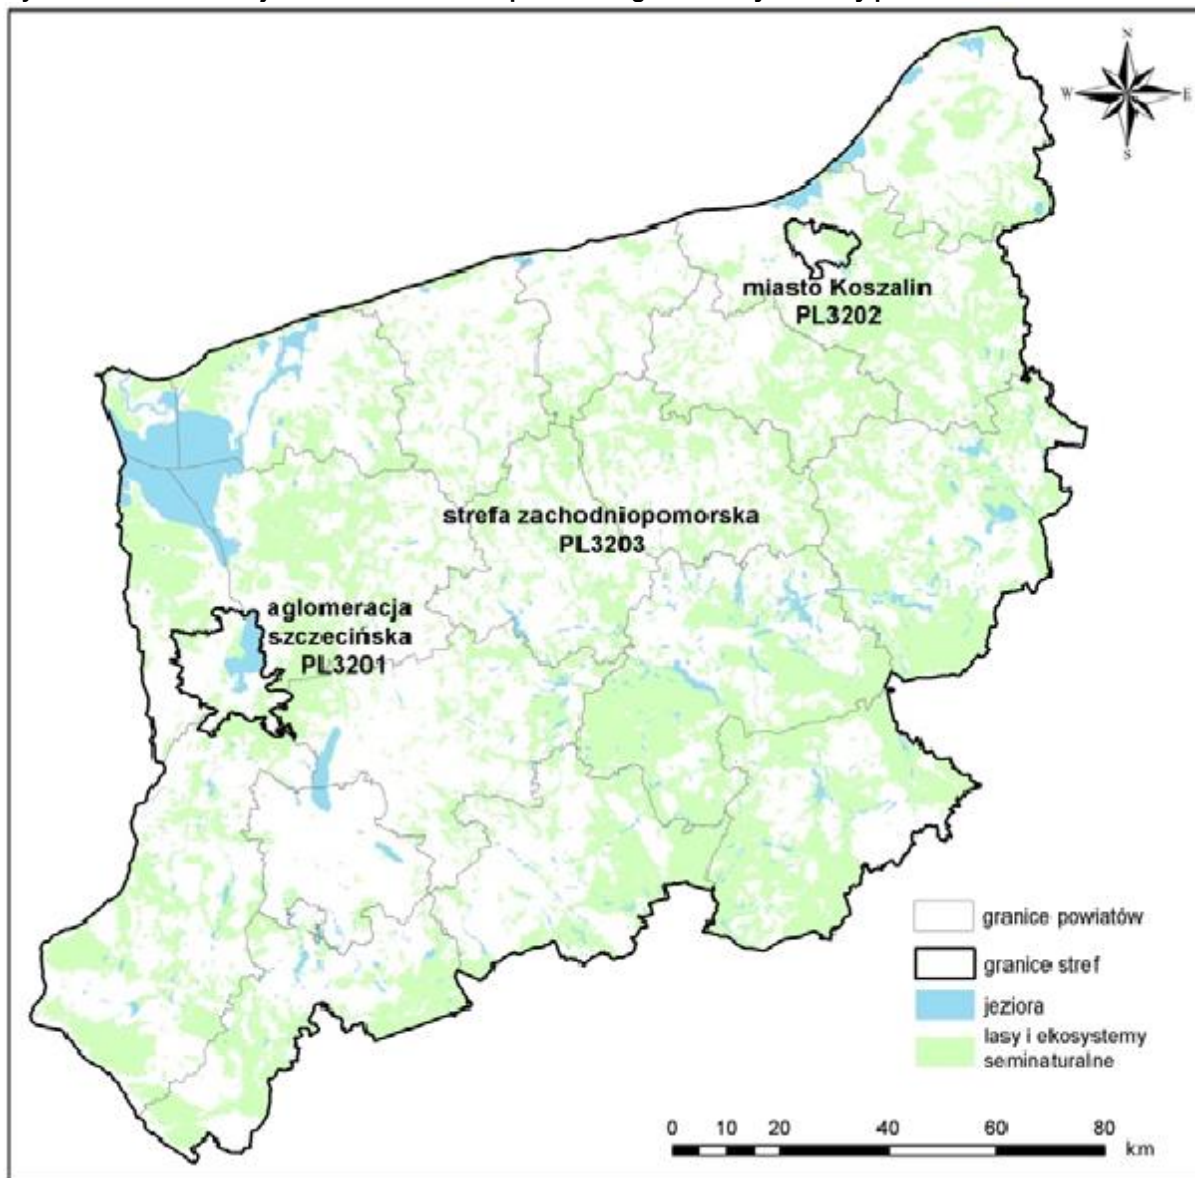 N
W E
S
miasto Koszalin
PL3202
strefa zachodniopomorska
PL3203
aglomeracja
szczecińska
PL3201
granice powiatów
granice stref
jeziora
lasy i ekosystemy
seminaturalne
0 10 20 40 60 80
km